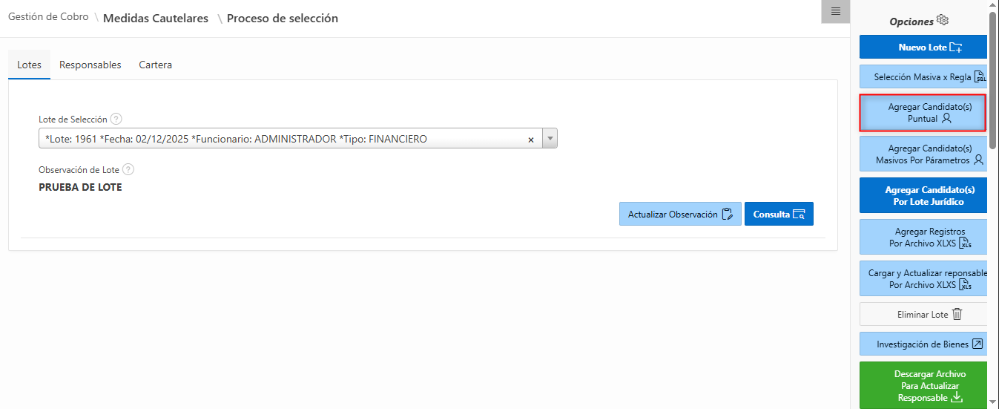 Gestión de Cobro \ Medidas Cautelares \ Proceso de selección
Lotes Responsables Cartera
Lote de Selección ?
*Lote: 1961 *Fecha: 02/12/2025 *Funcionario: ADMINISTRADOR *Tipo: FINANCIERO ×
Observación de Lote ?
PRUEBA DE LOTE
Actualizar Observación Consulta
Opciones
Nuevo Lote
Selección Masiva x Regla SQL
Agregar Candidato(s)
Puntual
Agregar Candidato(s)
Masivos Por Párametros
Agregar Candidato(s)
Por Lote Jurídico
Agregar Registros
Por Archivo XLXS XLS
Cargar y Actualizar reponsable
Por Archivo XLXS XLS
Eliminar Lote
Investigación de Bienes
Descargar Archivo
Para Actualizar
Responsable